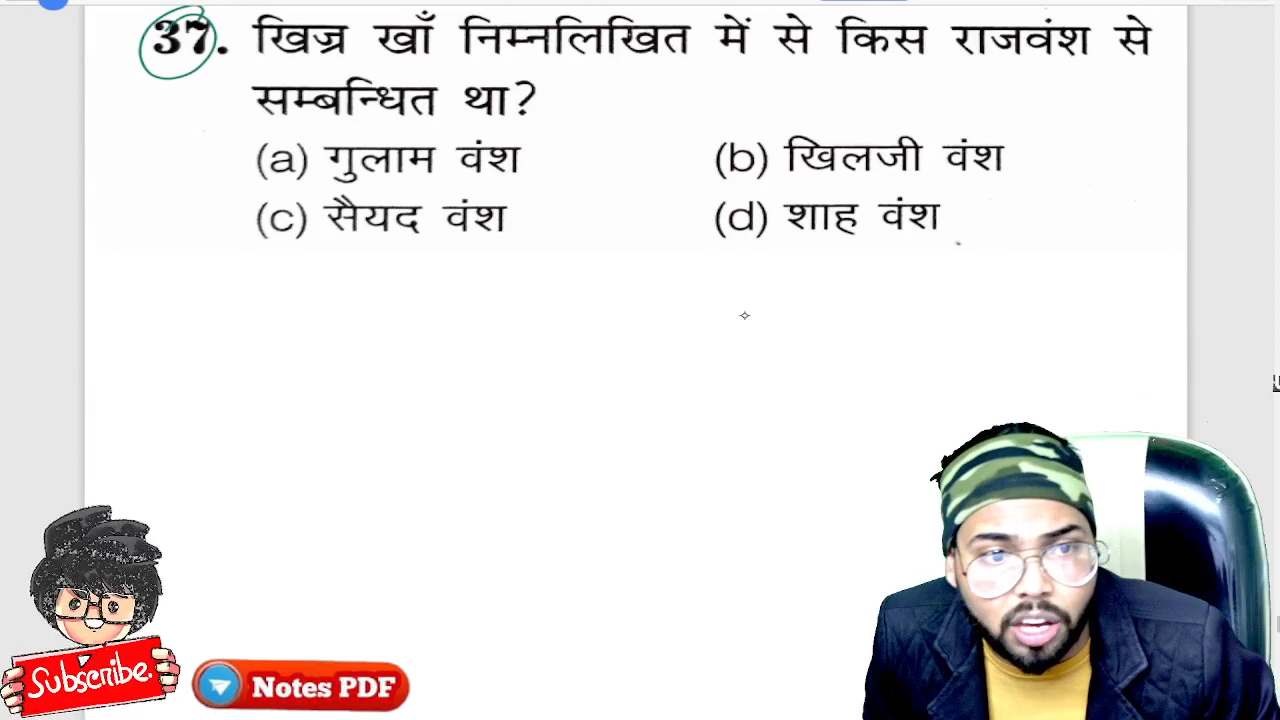 37. खिज्र खाँ निम्नलिखित में से किस राजवंश से
सम्बन्धित था?
(a) गुलाम वंश (b) खिलजी वंश
(c) सैयद वंश (d) शाह वंश
Subscribe
Notes PDF